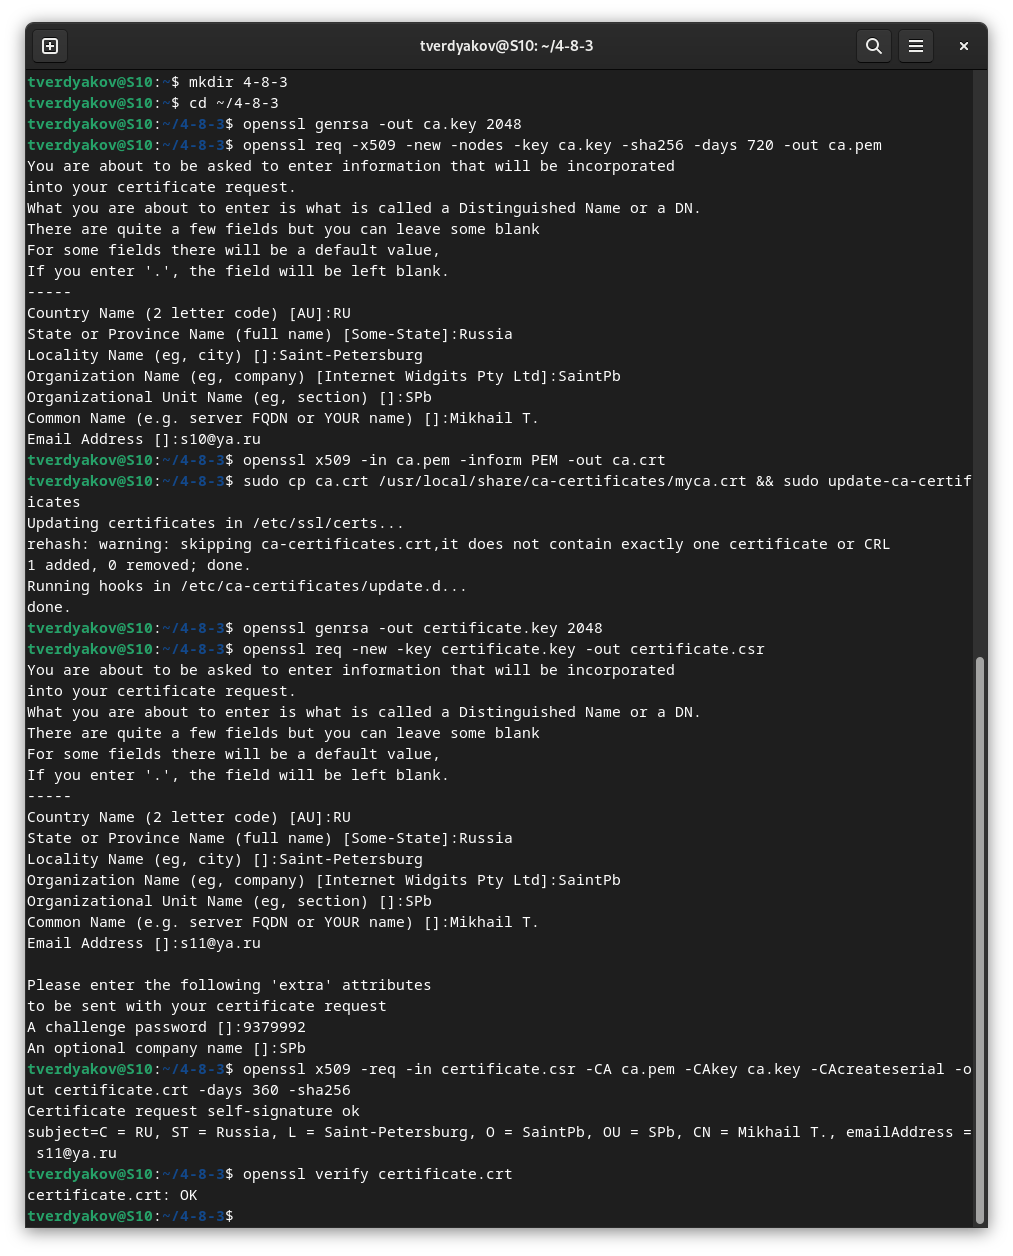 tverdyakov@S10: ~/4-8-3
tverdyakov@S10:~$ mkdir 4-8-3
tverdyakov@S10:~$ cd ~/4-8-3
tverdyakov@S10:~/4-8-3$ openssl genrsa -out ca.key 2048
tverdyakov@S10:~/4-8-3$ openssl req -x509 -new -nodes -key ca.key -sha256 -days 720 -out ca.pem
You are about to be asked to enter information that will be incorporated
into your certificate request.
What you are about to enter is what is called a Distinguished Name or a DN.
There are quite a few fields but you can leave some blank
For some fields there will be a default value,
If you enter '.', the field will be left blank.
-----
Country Name (2 letter code) [AU]:RU
State or Province Name (full name) [Some-State]:Russia
Locality Name (eg, city) []:Saint-Petersburg
Organization Name (eg, company) [Internet Widgits Pty Ltd]:SaintPb
Organizational Unit Name (eg, section) []:SPb
Common Name (e.g. server FQDN or YOUR name) []:Mikhail T.
Email Address []:s10@ya.ru
tverdyakov@S10:~/4-8-3$ openssl x509 -in ca.pem -inform PEM -out ca.crt
tverdyakov@S10:~/4-8-3$ sudo cp ca.crt /usr/local/share/ca-certificates/myca.crt && sudo update-ca-certif
icates
Updating certificates in /etc/ssl/certs...
rehash: warning: skipping ca-certificates.crt,it does not contain exactly one certificate or CRL
1 added, 0 removed; done.
Running hooks in /etc/ca-certificates/update.d...
done.
tverdyakov@S10:~/4-8-3$ openssl genrsa -out certificate.key 2048
tverdyakov@S10:~/4-8-3$ openssl req -new -key certificate.key -out certificate.csr
You are about to be asked to enter information that will be incorporated
into your certificate request.
What you are about to enter is what is called a Distinguished Name or a DN.
There are quite a few fields but you can leave some blank
For some fields there will be a default value,
If you enter '.', the field will be left blank.
-----
Country Name (2 letter code) [AU]:RU
State or Province Name (full name) [Some-State]:Russia
Locality Name (eg, city) []:Saint-Petersburg
Organization Name (eg, company) [Internet Widgits Pty Ltd]:SaintPb
Organizational Unit Name (eg, section) []:SPb
Common Name (e.g. server FQDN or YOUR name) []:Mikhail T.
Email Address []:s11@ya.ru

Please enter the following 'extra' attributes
to be sent with your certificate request
A challenge password []:9379992
An optional company name []:SPb
tverdyakov@S10:~/4-8-3$ openssl x509 -req -in certificate.csr -CA ca.pem -CAkey ca.key -CAcreateserial -o
ut certificate.crt -days 360 -sha256
Certificate request self-signature ok
subject=C = RU, ST = Russia, L = Saint-Petersburg, O = SaintPb, OU = SPb, CN = Mikhail T., emailAddress =
 s11@ya.ru
tverdyakov@S10:~/4-8-3$ openssl verify certificate.crt
certificate.crt: OK
tverdyakov@S10:~/4-8-3$